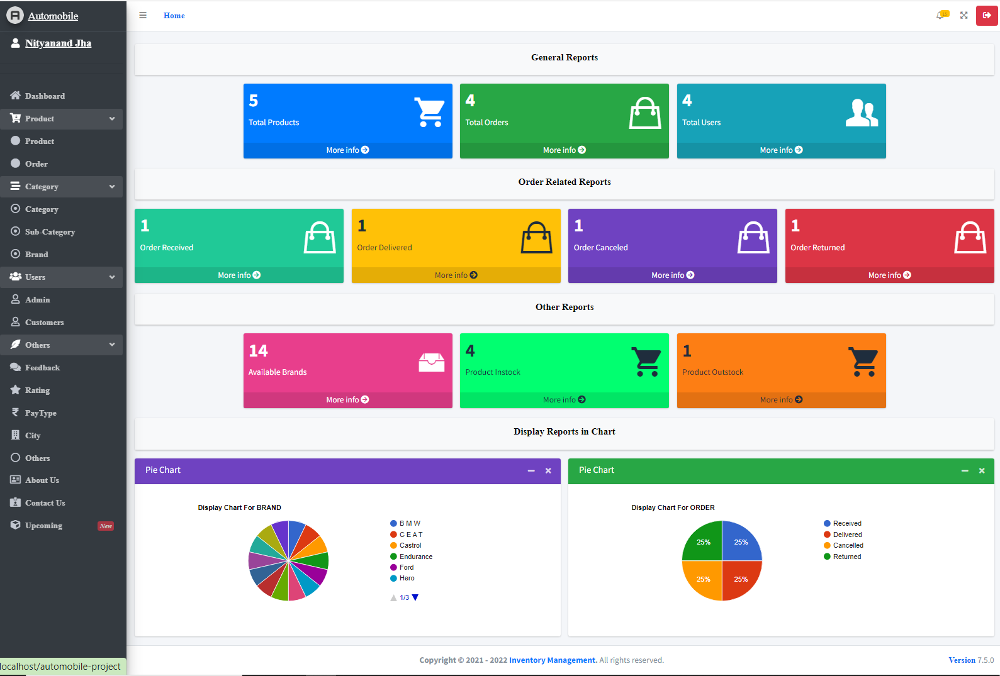 Automobile
Home
15
Nityanand Jha
Dashboard
Product
Product
Order
Category
Category
Sub-Category
Brand
Users
Admin
Customers
Others
Feedback
Rating
PayType
City
Others
About Us
Contact Us
Upcoming New
General Reports
5
Total Products
More info
4
Total Orders
More info
4
Total Users
More info
Order Related Reports
1
Order Received
More info
1
Order Delivered
More info
1
Order Canceled
More info
1
Order Returned
More info
Other Reports
14
Available Brands
More info
4
Product Instock
More info
1
Product Outstock
More info
Display Reports in Chart
Pie Chart
Display Chart For BRAND
B M W
C E A T
Castrol
Endurance
Ford
Hero
1/3
Pie Chart
Display Chart For ORDER
25% 25%
25% 25%
Received
Delivered
Cancelled
Returned
Copyright © 2021 - 2022 Inventory Management. All rights reserved.
Version 7.5.0
localhost/automobile-project